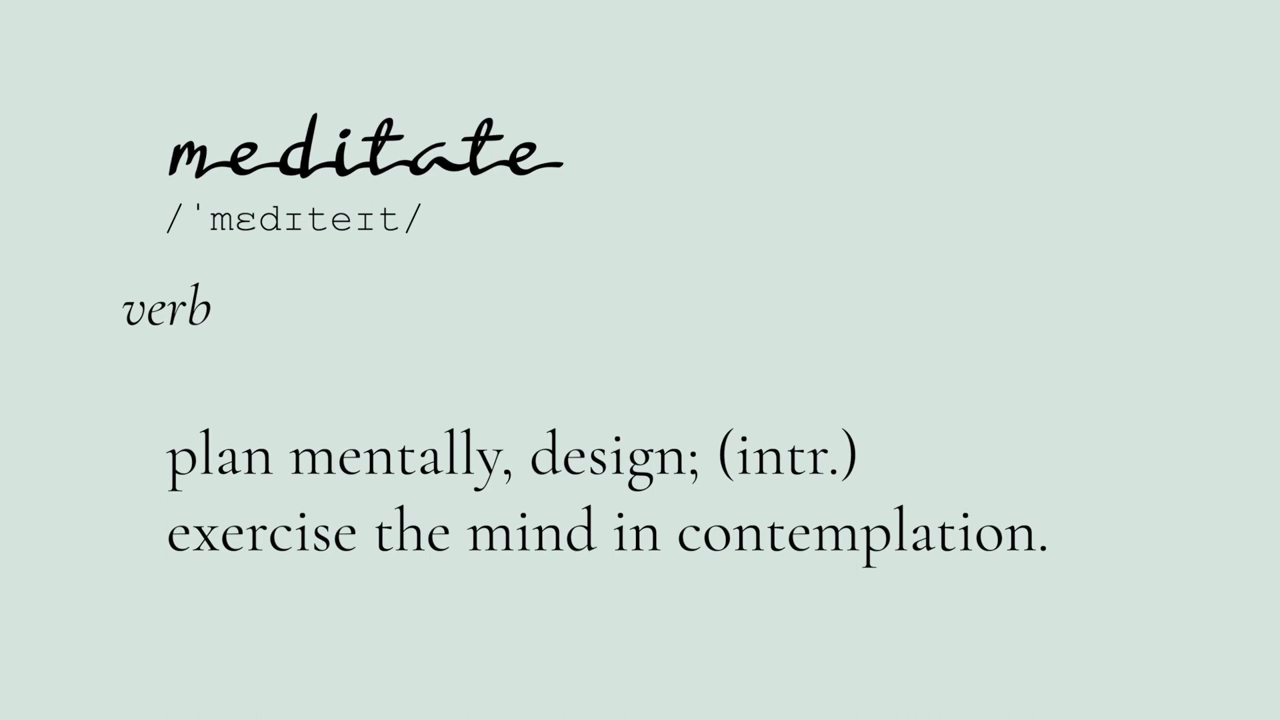 meditate
/ˈmɛdɪteɪt/
verb
plan mentally, design; (intr.)
exercise the mind in contemplation.